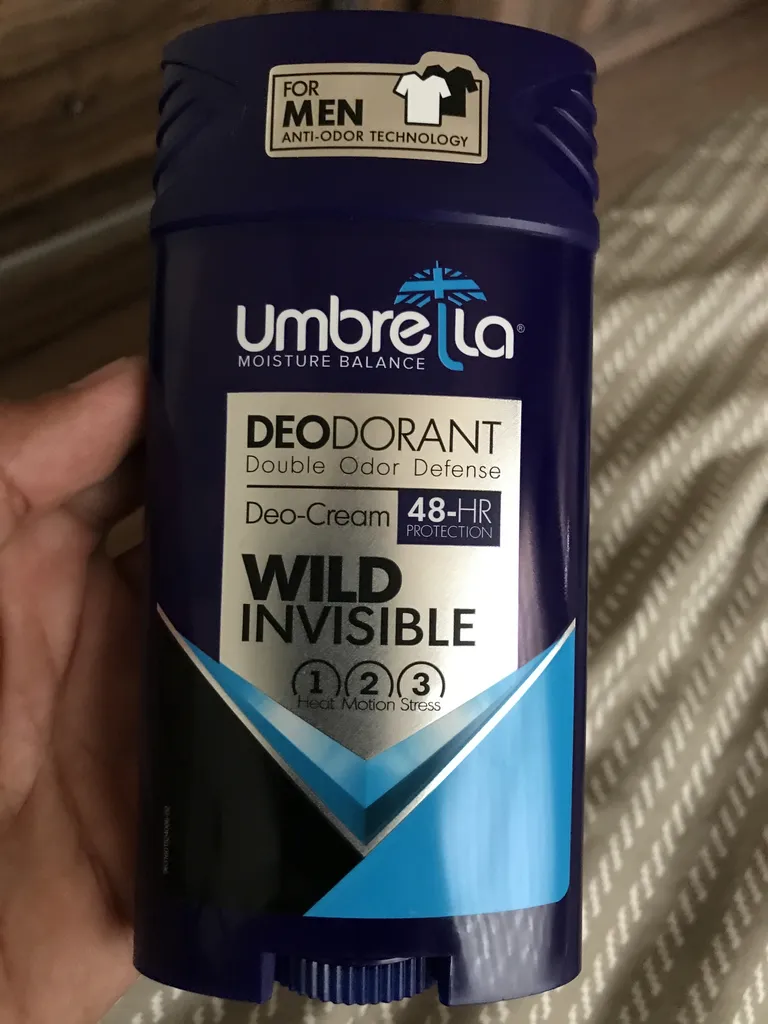 FOR
MEN
ANTI-ODOR TECHNOLOGY
umbrella®
MOISTURE BALANCE
DEODORANT
Double Odor Defense
Deo-Cream
48-HR
PROTECTION
WILD
INVISIBLE
1 2 3
Heat Motion Stress